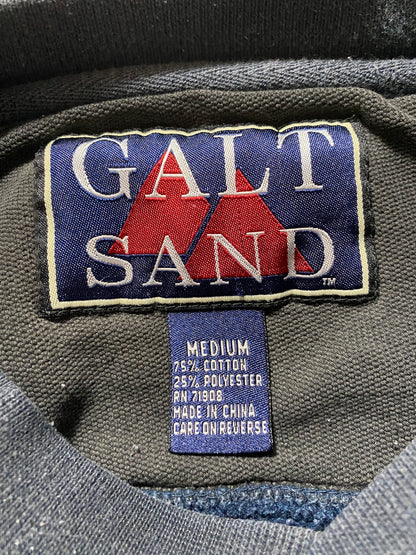 GALT
SAND
TM
MEDIUM
75% COTTON
25% POLYESTER
RN 71908
MADE IN CHINA
CARE ON REVERSE